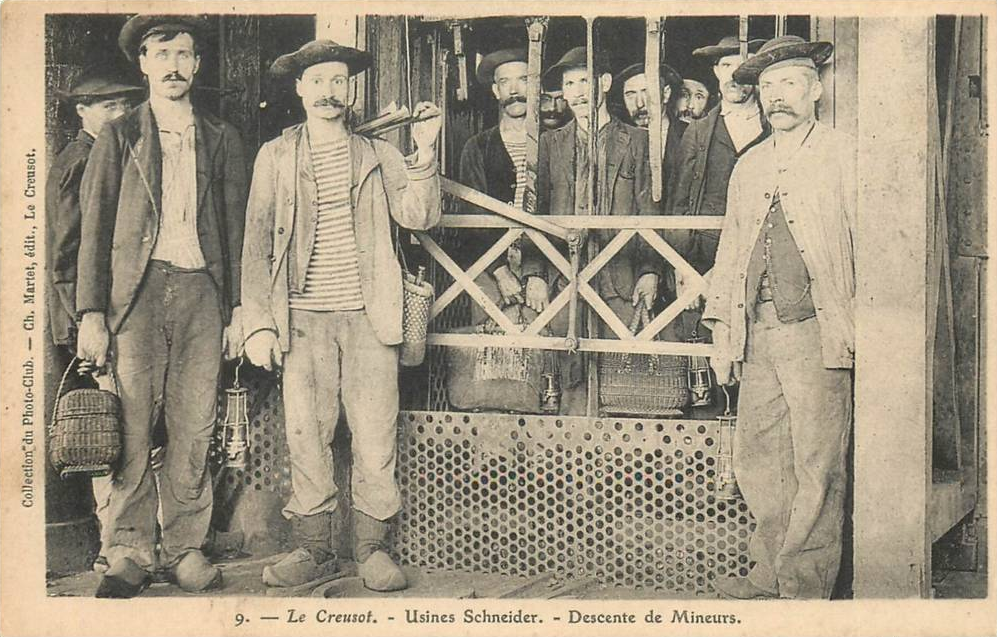 Collection du Photo-Club. — Ch. Martet, édit., Le Creusot.
9. — Le Creusot. - Usines Schneider. - Descente de Mineurs.